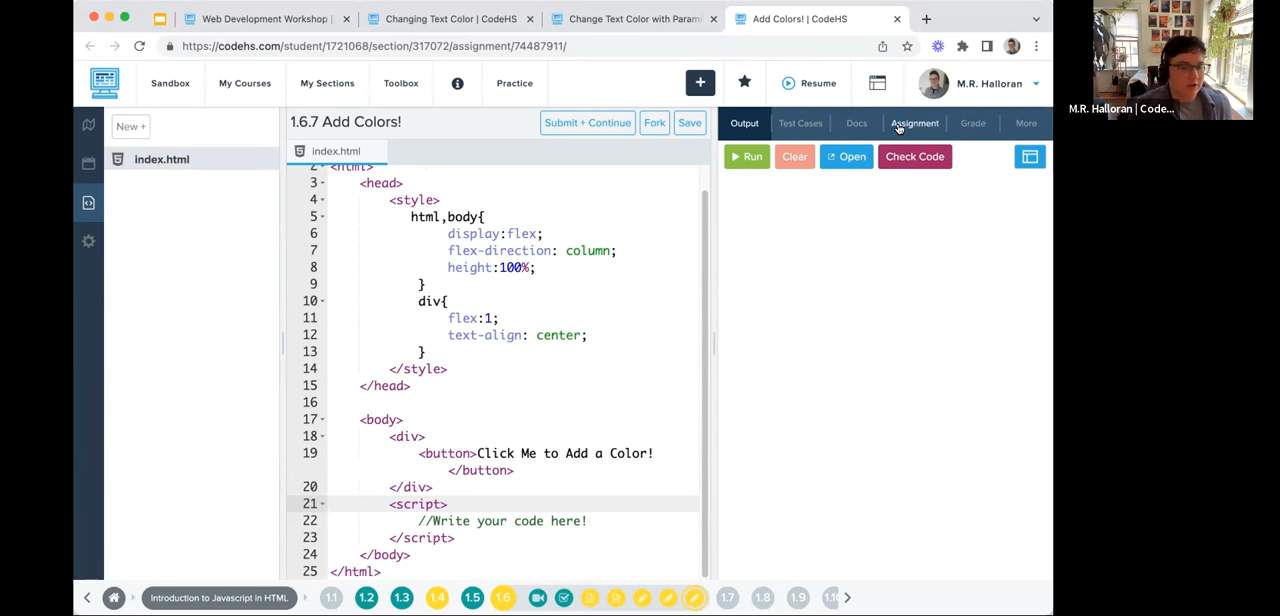 Web Development Workshop
Changing Text Color | CodeHS
Change Text Color with Param
Add Colors! | CodeHS
https://codehs.com/student/1721068/section/317072/assignment/74487911/
Sandbox
My Courses
My Sections
Toolbox
Practice
Resume
M.R. Halloran
New +
1.6.7 Add Colors!
Submit + Continue
Fork
Save
Output
Test Cases
Docs
Assignment
Grade
More
index.html
index.html
Run
Clear
Open
Check Code
2 <html>
3 <head>
4 <style>
5 html,body{
6 display:flex;
7 flex-direction: column;
8 height:100%;
9 }
10 div{
11 flex:1;
12 text-align: center;
13 }
14 </style>
15 </head>
16
17 <body>
18 <div>
19 <button>Click Me to Add a Color!
</button>
20 </div>
21 <script>
22 //Write your code here!
23 </script>
24 </body>
25 </html>
Introduction to Javascript in HTML
1.1
1.2
1.3
1.4
1.5
1.6
1.7
1.8
1.9
1.10
M.R. Halloran | Code...